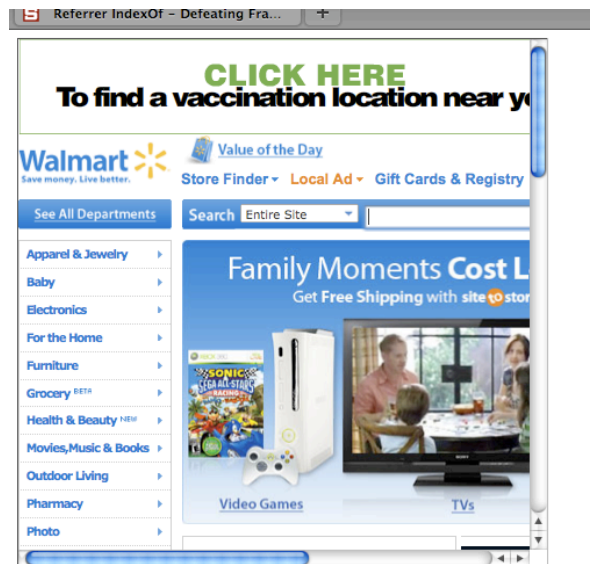 Referrer IndexOf – Defeating Fra...
CLICK HERE
To find a vaccination location near yo
Walmart
Save money. Live better.
Value of the Day
Store Finder Local Ad Gift Cards & Registry
See All Departments
Search Entire Site
Apparel & Jewelry
Baby
Electronics
For the Home
Furniture
Grocery BETA
Health & Beauty NEW
Movies,Music & Books
Outdoor Living
Pharmacy
Photo
Family Moments Cost L
Get Free Shipping with site to stor
XBOX 360
SONIC
SEGA ALL-STARS
RACING
SONY
Video Games
TVs